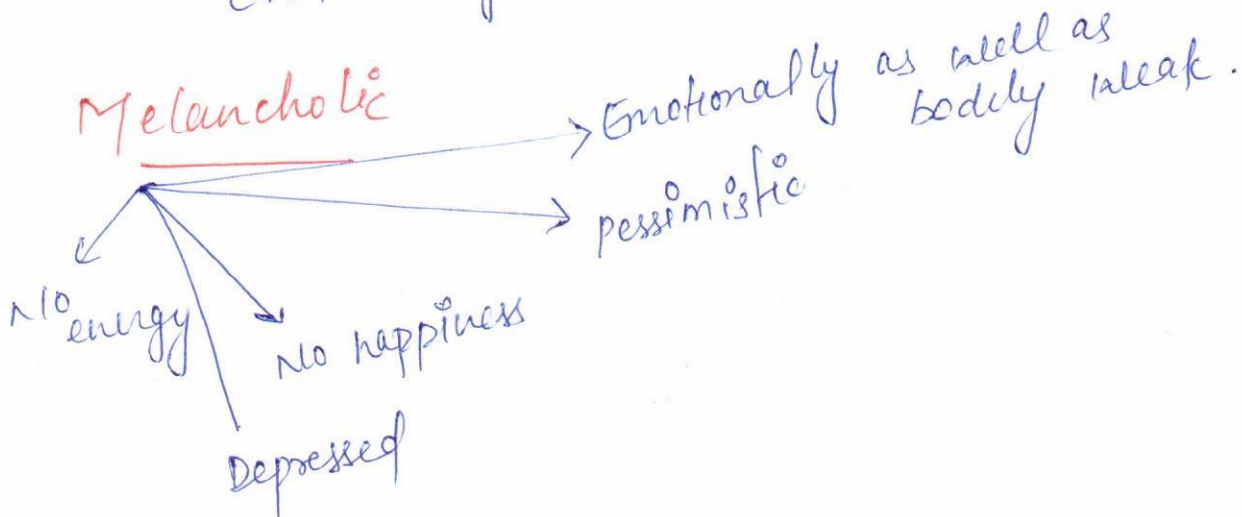 Melancholic
Emotionally as well as
bodily weak.
pessimistic
No energy
No happiness
Depressed